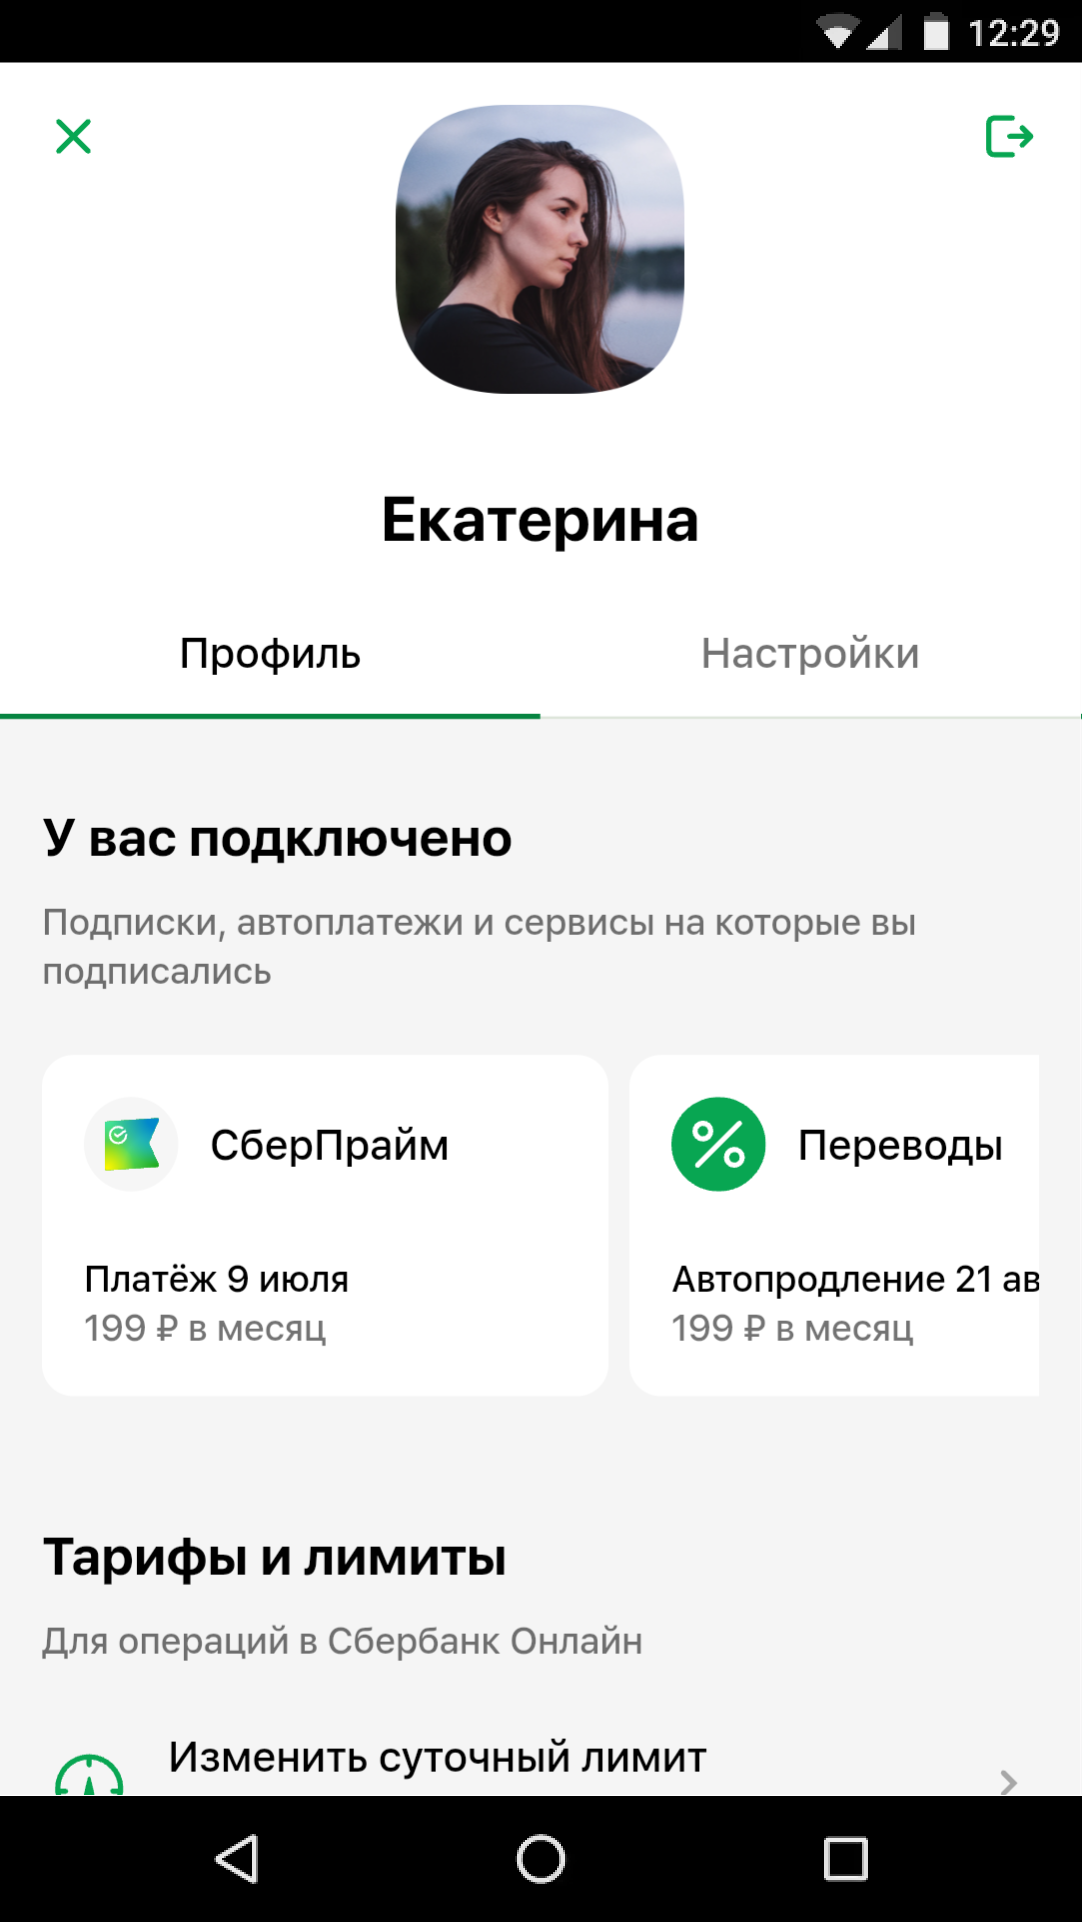 12:29
Екатерина
Профиль
Настройки
У вас подключено
Подписки, автоплатежи и сервисы на которые вы
подписались
СберПрайм
Переводы
Платёж 9 июля
Автопродление 21 ав
199 ₽ в месяц
199 ₽ в месяц
Тарифы и лимиты
Для операций в Сбербанк Онлайн
Изменить суточный лимит